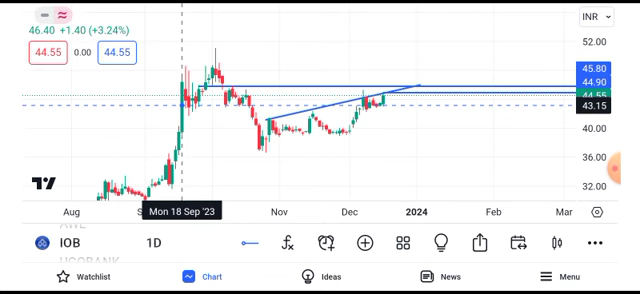 INR
46.40 +1.40 (+3.24%)
44.55 0.00 44.55
52.00
45.80
44.90
44.55
43.15
40.00
36.00
32.00
Aug
Mon 18 Sep '23
Nov Dec 2024 Feb Mar
IOB 1D
UCOBANK
Watchlist Chart Ideas News Menu